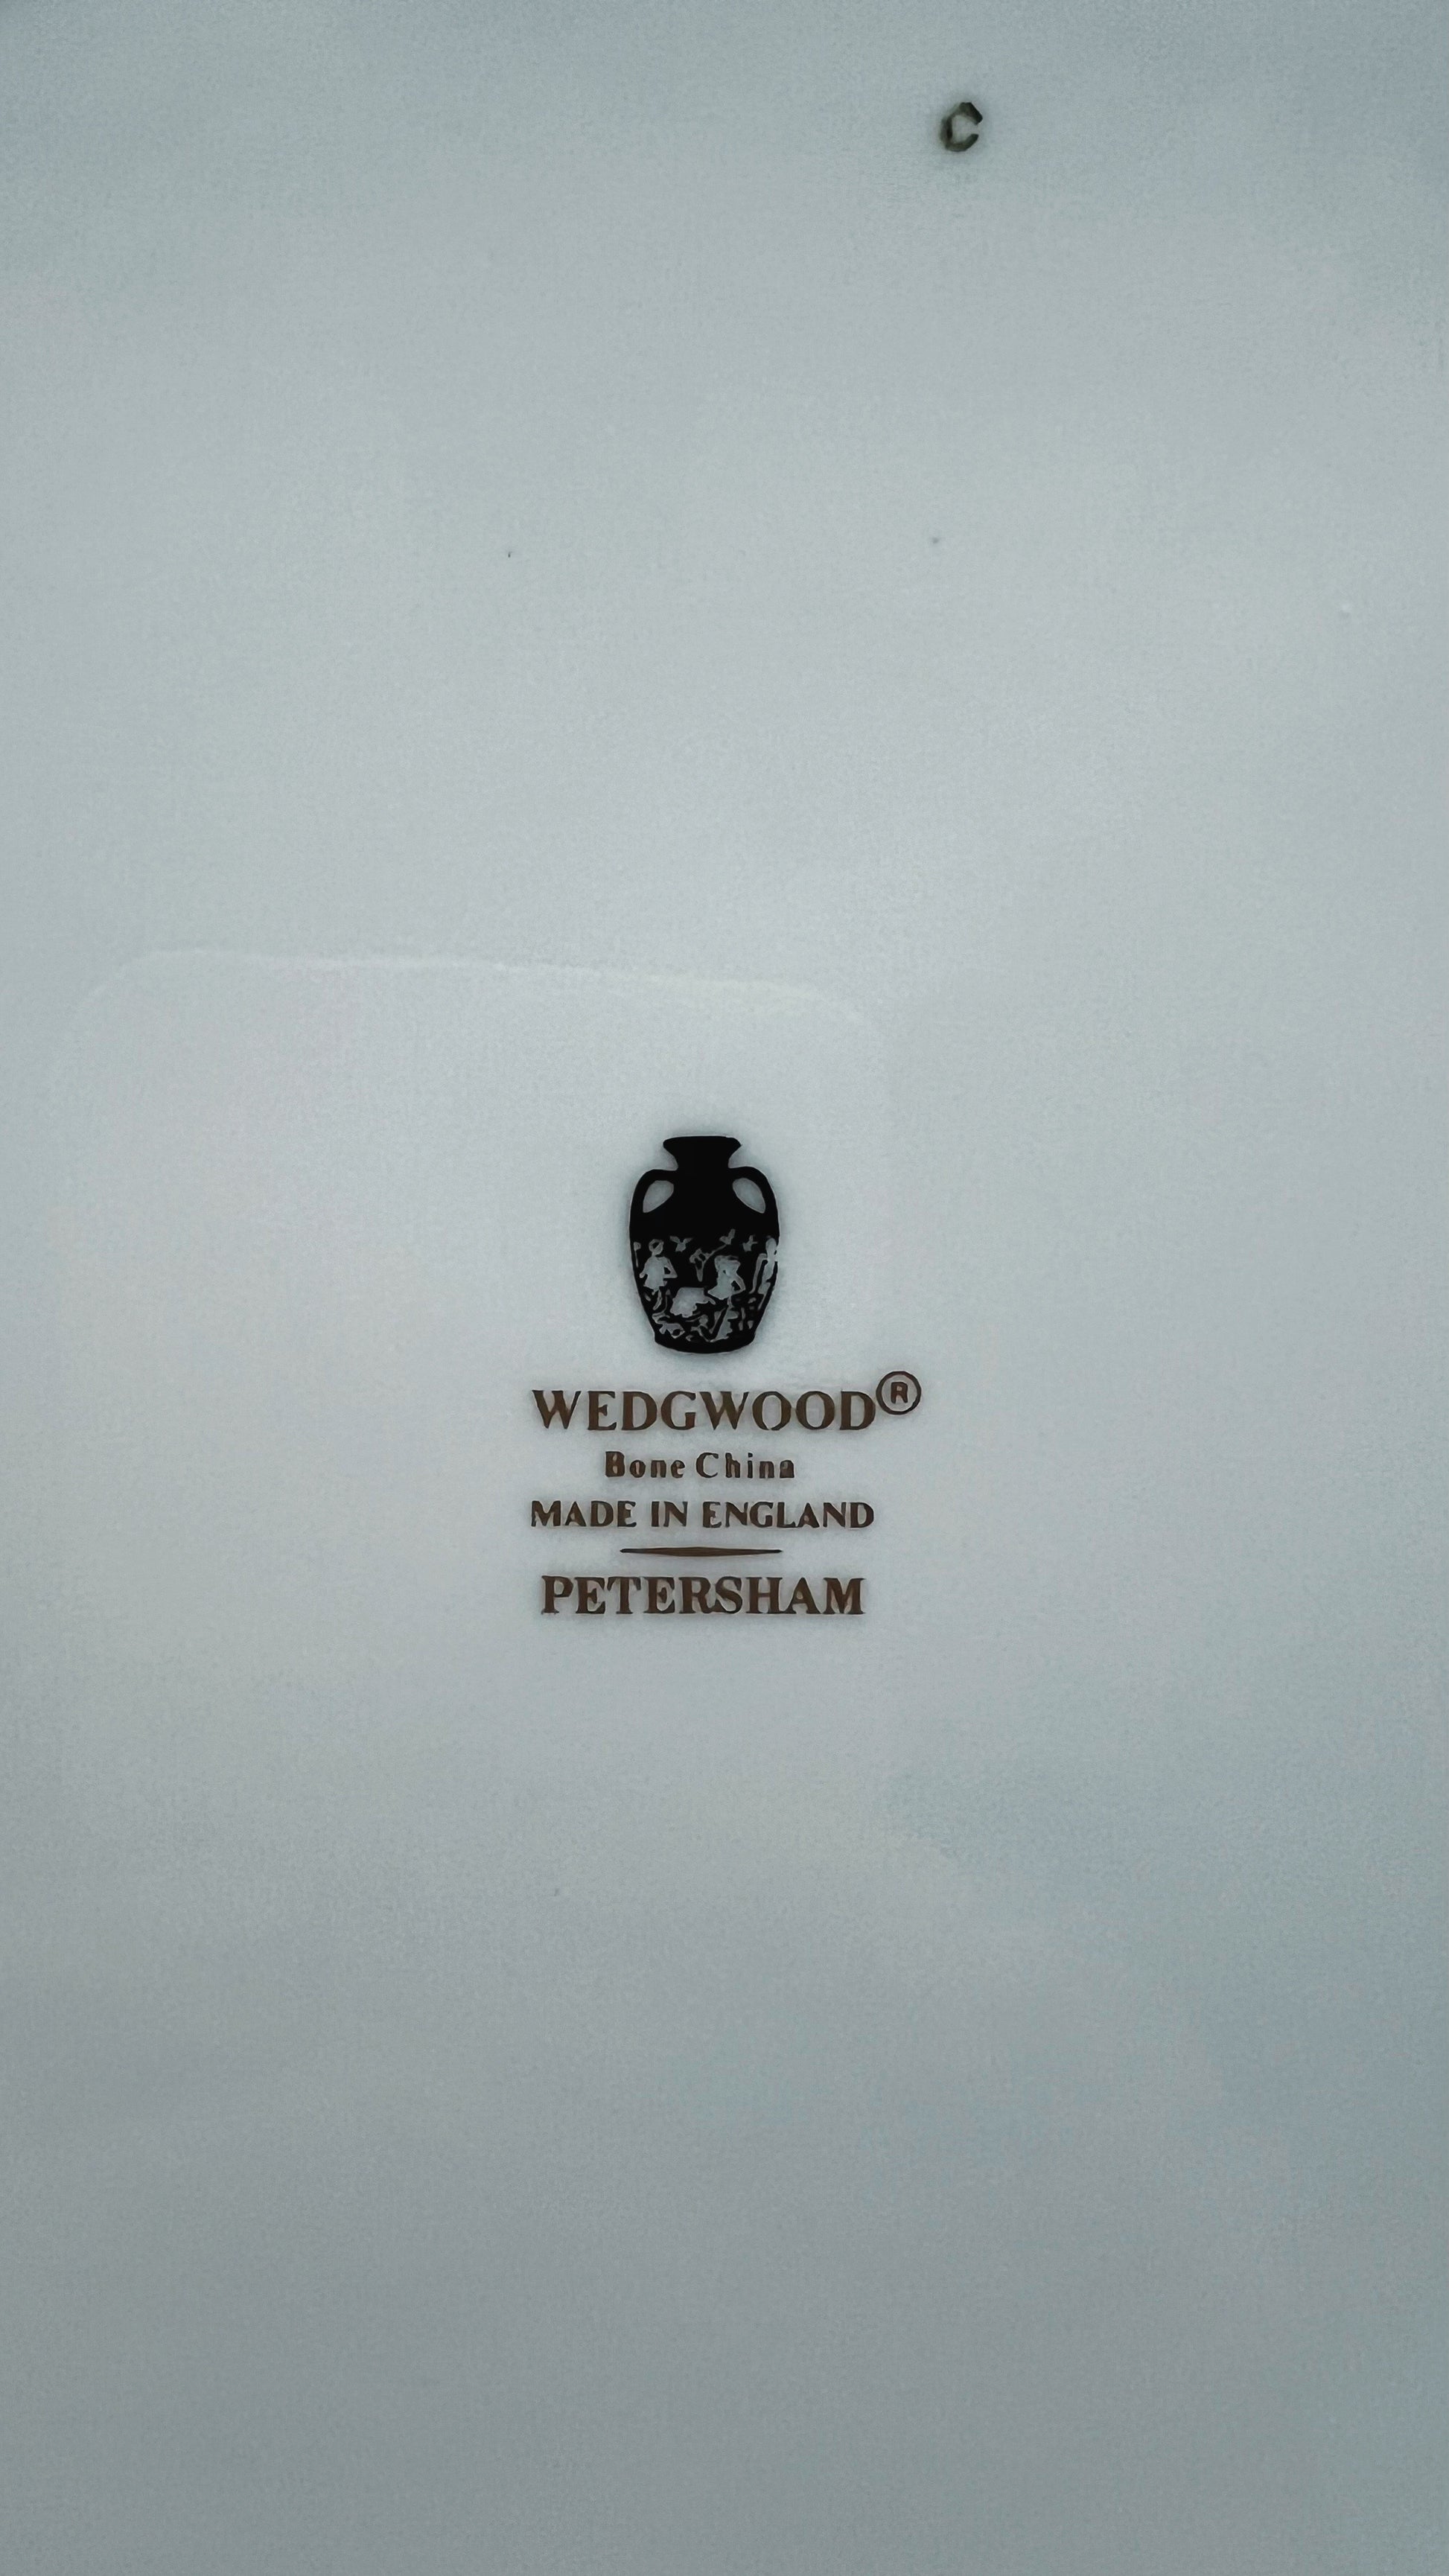 C
WEDGWOOD®
Bone China
MADE IN ENGLAND
PETERSHAM